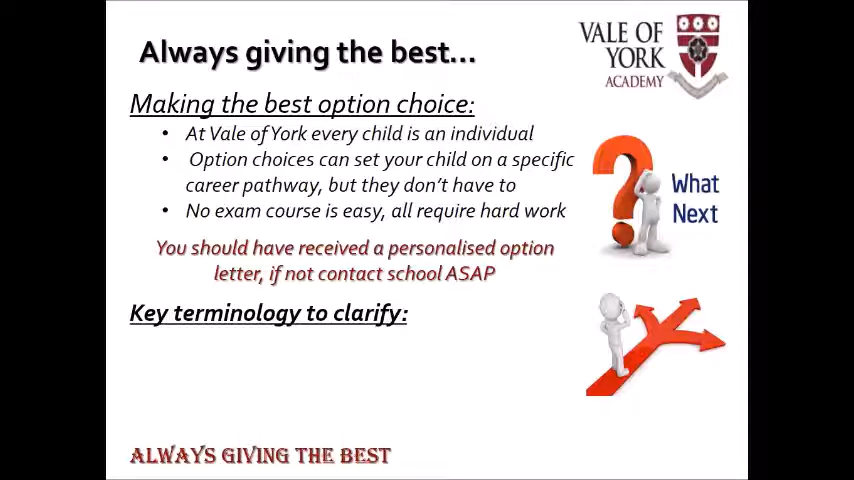 Always giving the best...
VALE OF
YORK
ACADEMY
Making the best option choice:
• At Vale of York every child is an individual
• Option choices can set your child on a specific
career pathway, but they don't have to
• No exam course is easy, all require hard work
What
Next
You should have received a personalised option
letter, if not contact school ASAP
Key terminology to clarify:
ALWAYS GIVING THE BEST